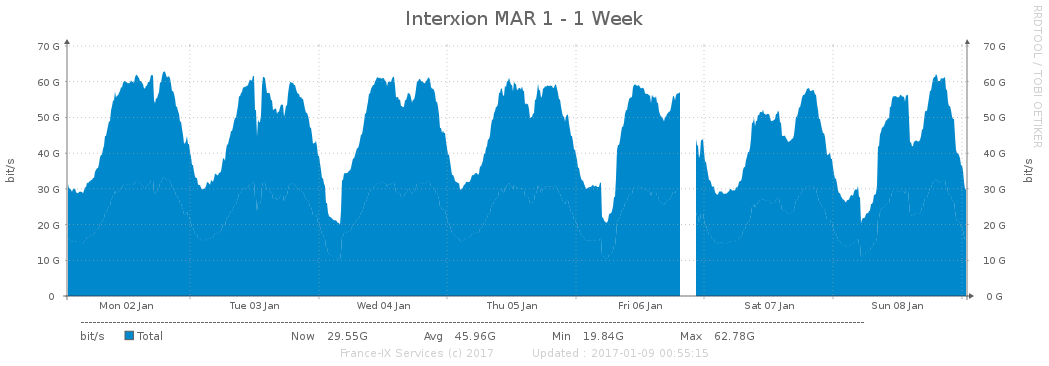 Interxion MAR 1 - 1 Week
RRDTOOL / TOBI OETIKER
bit/s
bit/s
70 G 70 G
60 G 60 G
50 G 50 G
40 G 40 G
30 G 30 G
20 G 20 G
10 G 10 G
0 0 G
Mon 02 Jan Tue 03 Jan Wed 04 Jan Thu 05 Jan Fri 06 Jan Sat 07 Jan Sun 08 Jan
bit/s Total Now 29.55G Avg 45.96G Min 19.84G Max 62.78G
France-IX Services (c) 2017 Updated : 2017-01-09 00:55:15